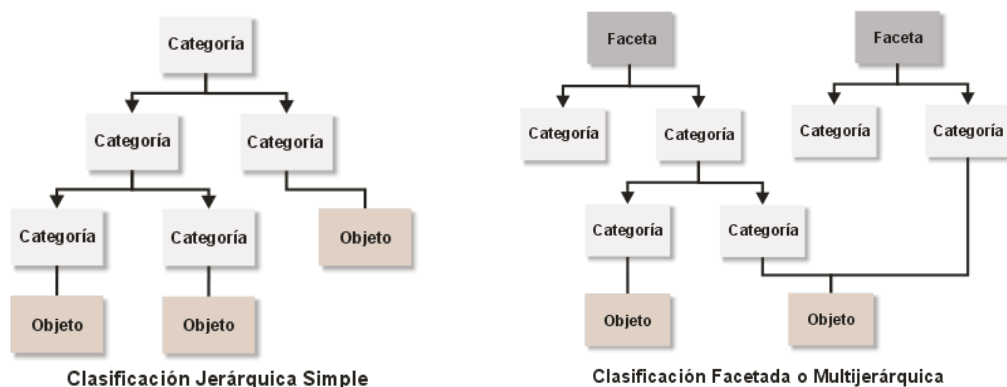 Categoría
Categoría
Categoría
Categoría
Categoría
Objeto
Objeto
Objeto
Clasificación Jerárquica Simple
Faceta
Faceta
Categoría
Categoría
Categoría
Categoría
Categoría
Categoría
Objeto
Objeto
Clasificación Facetada o Multijerárquica